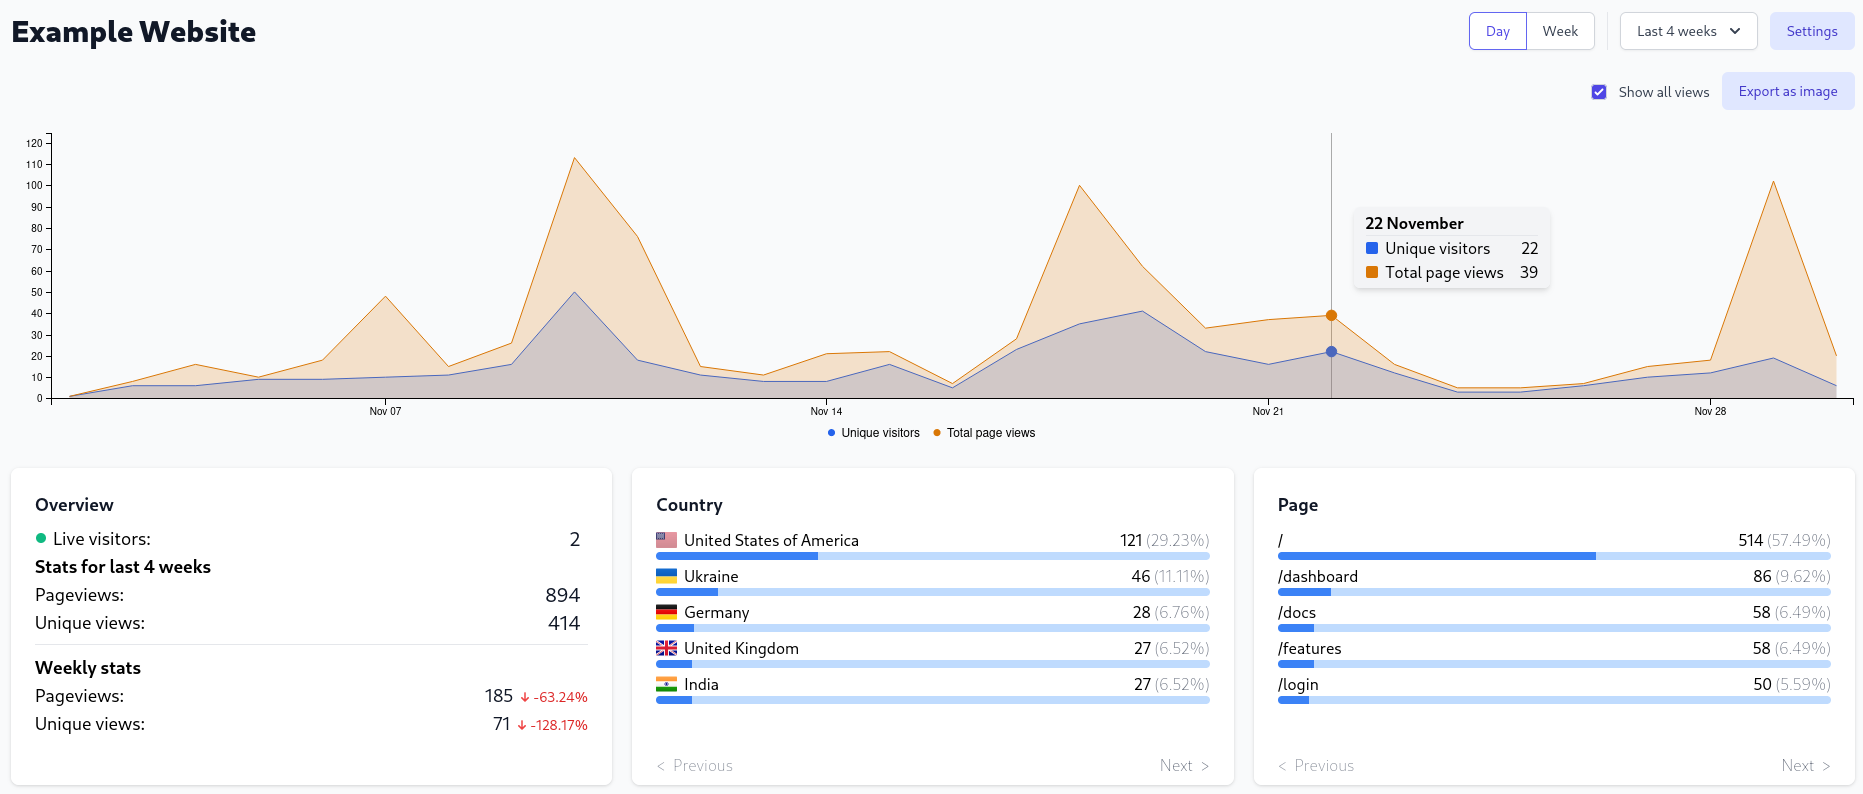 Example Website
Day Week Last 4 weeks Settings
Show all views Export as image
120
110
100
90
80
70
60
50
40
30
20
10
0
22 November
Unique visitors 22
Total page views 39
Nov 07 Nov 14 Nov 21 Nov 28
Unique visitors Total page views
Overview
Live visitors: 2
Stats for last 4 weeks
Pageviews: 894
Unique views: 414
Weekly stats
Pageviews: 185 ↓ -63.24%
Unique views: 71 ↓ -128.17%
Country
United States of America 121 (29.23%)
Ukraine 46 (11.11%)
Germany 28 (6.76%)
United Kingdom 27 (6.52%)
India 27 (6.52%)
< Previous Next >
Page
/ 514 (57.49%)
/dashboard 86 (9.62%)
/docs 58 (6.49%)
/features 58 (6.49%)
/login 50 (5.59%)
< Previous Next >